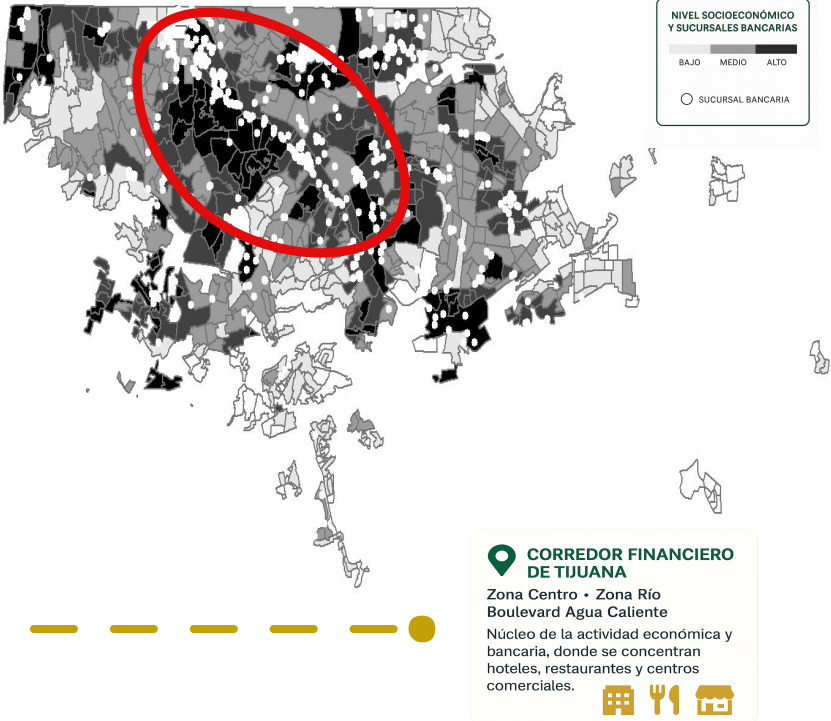 NIVEL SOCIOECONÓMICO
Y SUCURSALES BANCARIAS
BAJO MEDIO ALTO
SUCURSAL BANCARIA
CORREDOR FINANCIERO
DE TIJUANA
Zona Centro • Zona Río
Boulevard Agua Caliente
Núcleo de la actividad económica y
bancaria, donde se concentran
hoteles, restaurantes y centros
comerciales.